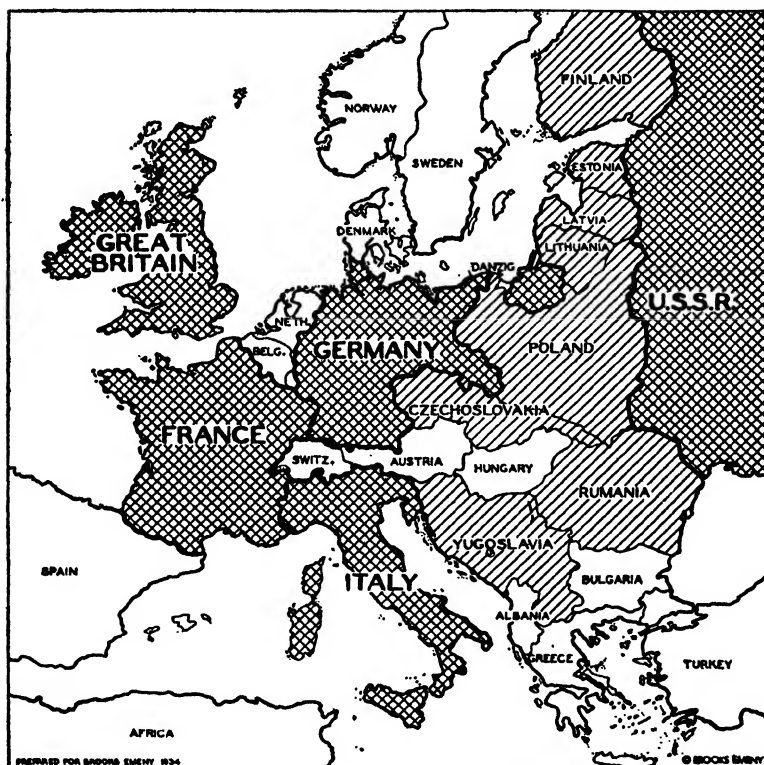 FINLAND
NORWAY
SWEDEN
ESTONIA
LATVIA
LITHUANIA
DENMARK
DANZIG
GREAT
BRITAIN
U.S.S.R.
NETH.
BELG.
GERMANY
POLAND
CZECHOSLOVAKIA
FRANCE
SWITZ.
AUSTRIA
HUNGARY
RUMANIA
YUGOSLAVIA
SPAIN
ITALY
BULGARIA
ALBANIA
GREECE
TURKEY
AFRICA
PREPARED FOR BROOKS EMENY 1934
© BROOKS EMENY